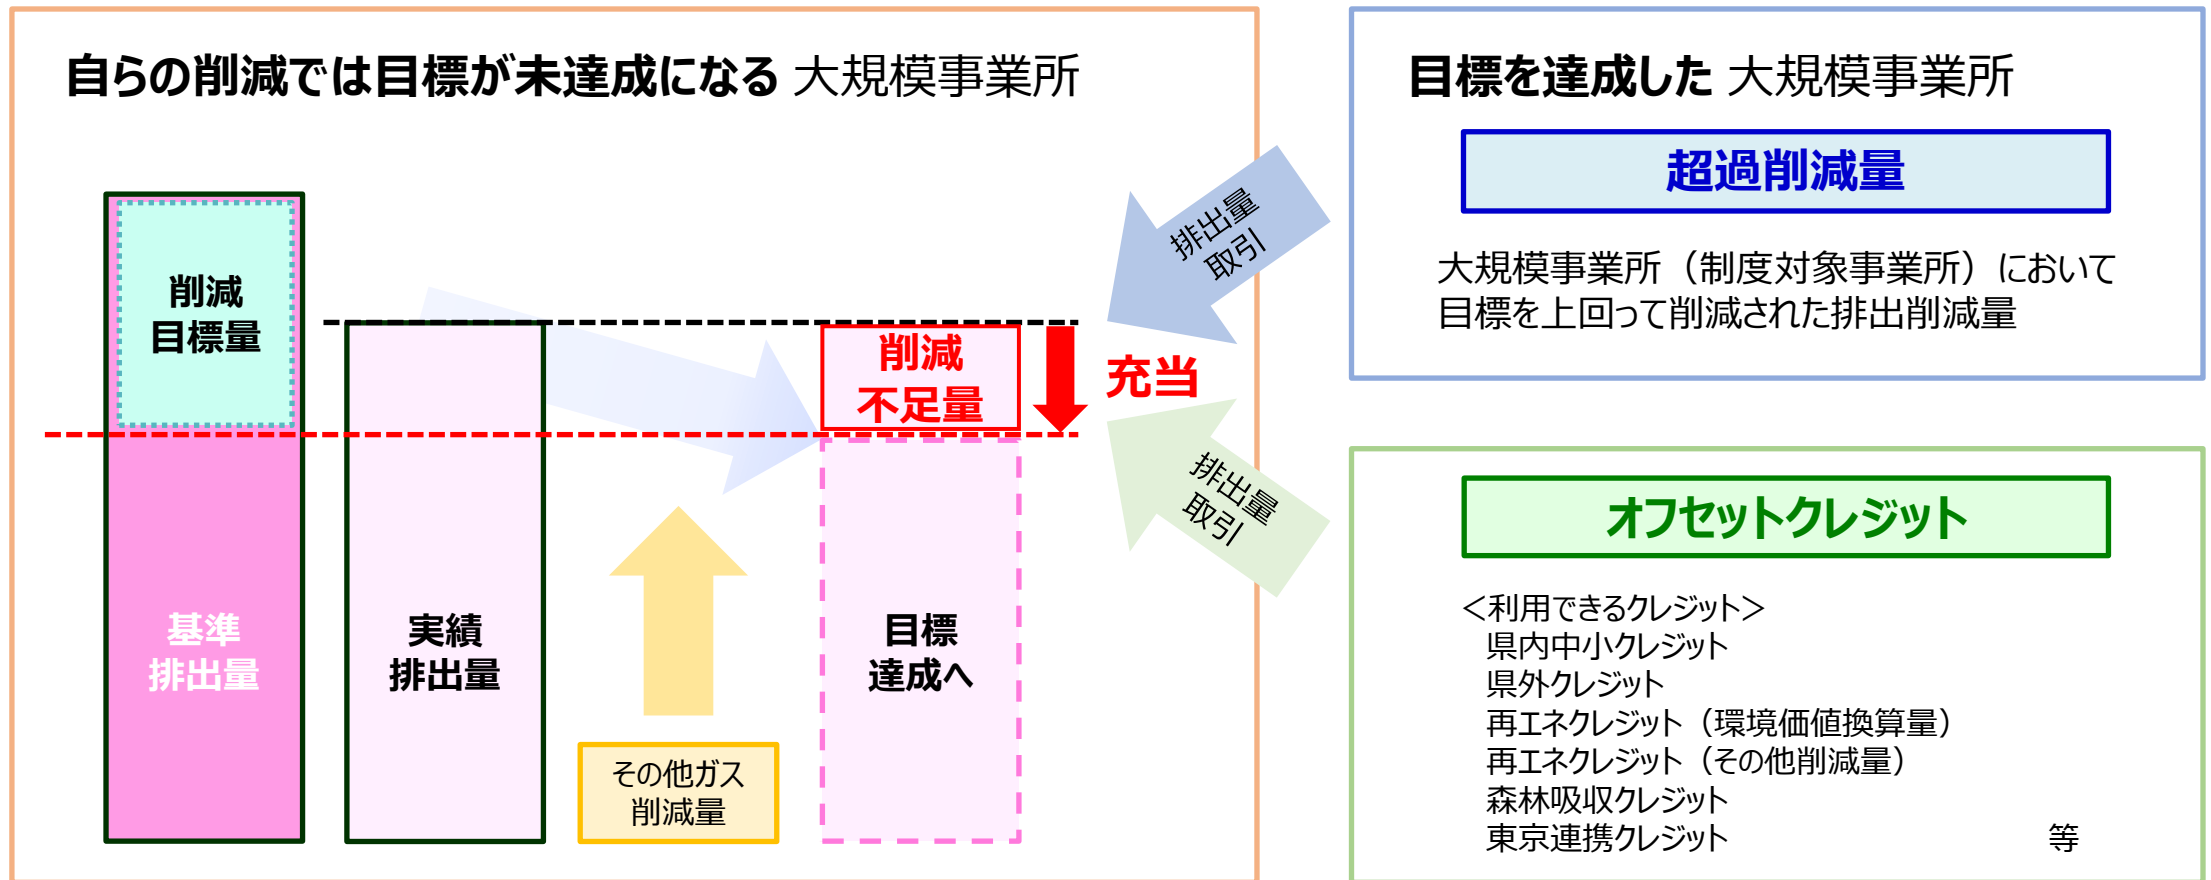 自らの削減では目標が未達成になる 大規模事業所
削減
目標量
基準
排出量
実績
排出量
その他ガス
削減量
削減
不足量
目標
達成へ
充当
排出量
取引
排出量
取引
目標を達成した 大規模事業所
超過削減量
大規模事業所（制度対象事業所）において
目標を上回って削減された排出削減量
オフセットクレジット
＜利用できるクレジット＞
県内中小クレジット
県外クレジット
再エネクレジット（環境価値換算量）
再エネクレジット（その他削減量）
森林吸収クレジット
東京連携クレジット 等